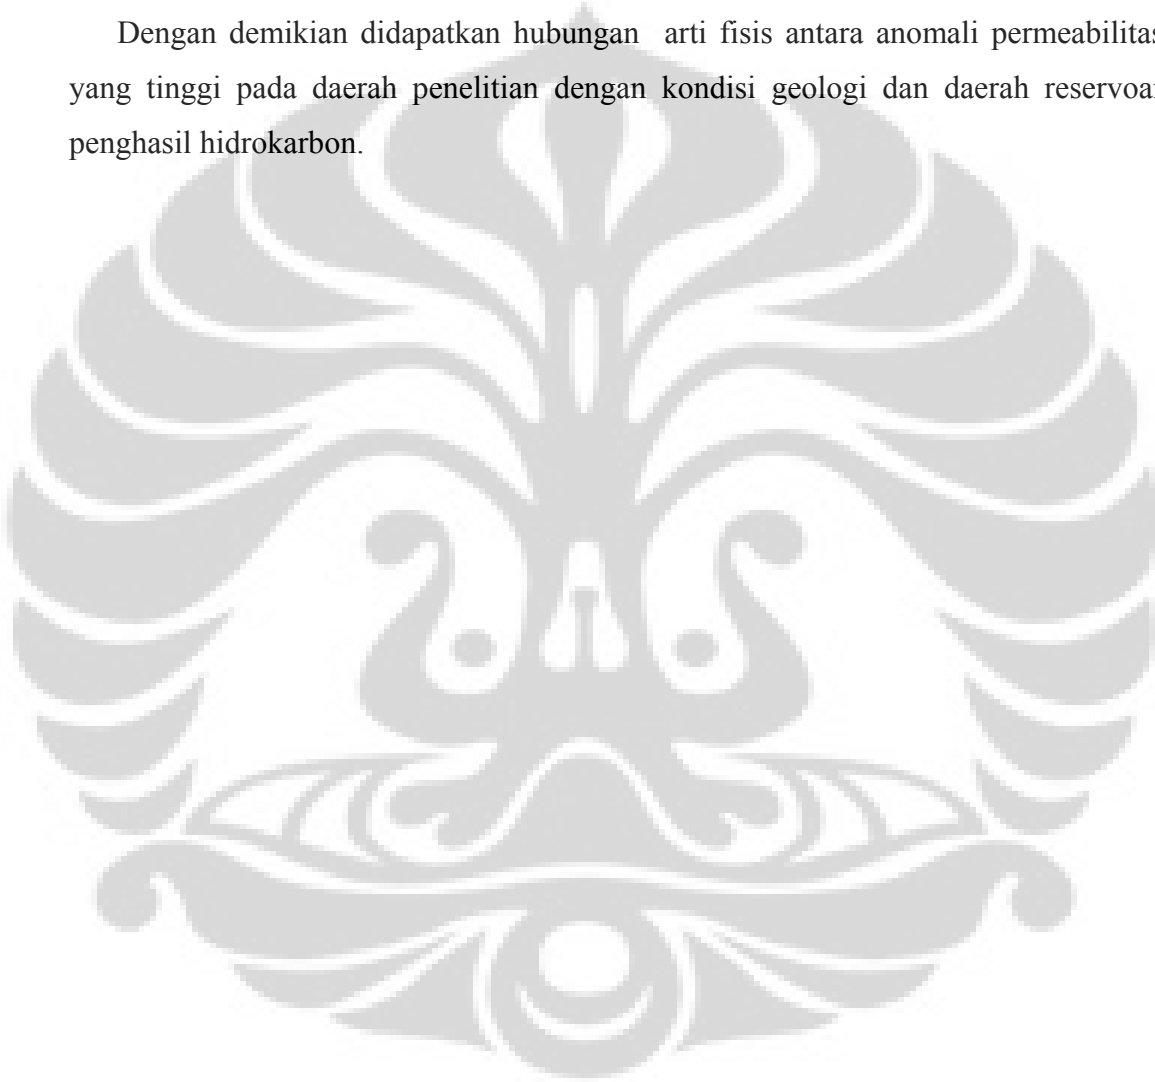 Dengan demikian didapatkan hubungan arti fisis antara anomali permeabilitas
yang tinggi pada daerah penelitian dengan kondisi geologi dan daerah reservoar
penghasil hidrokarbon.